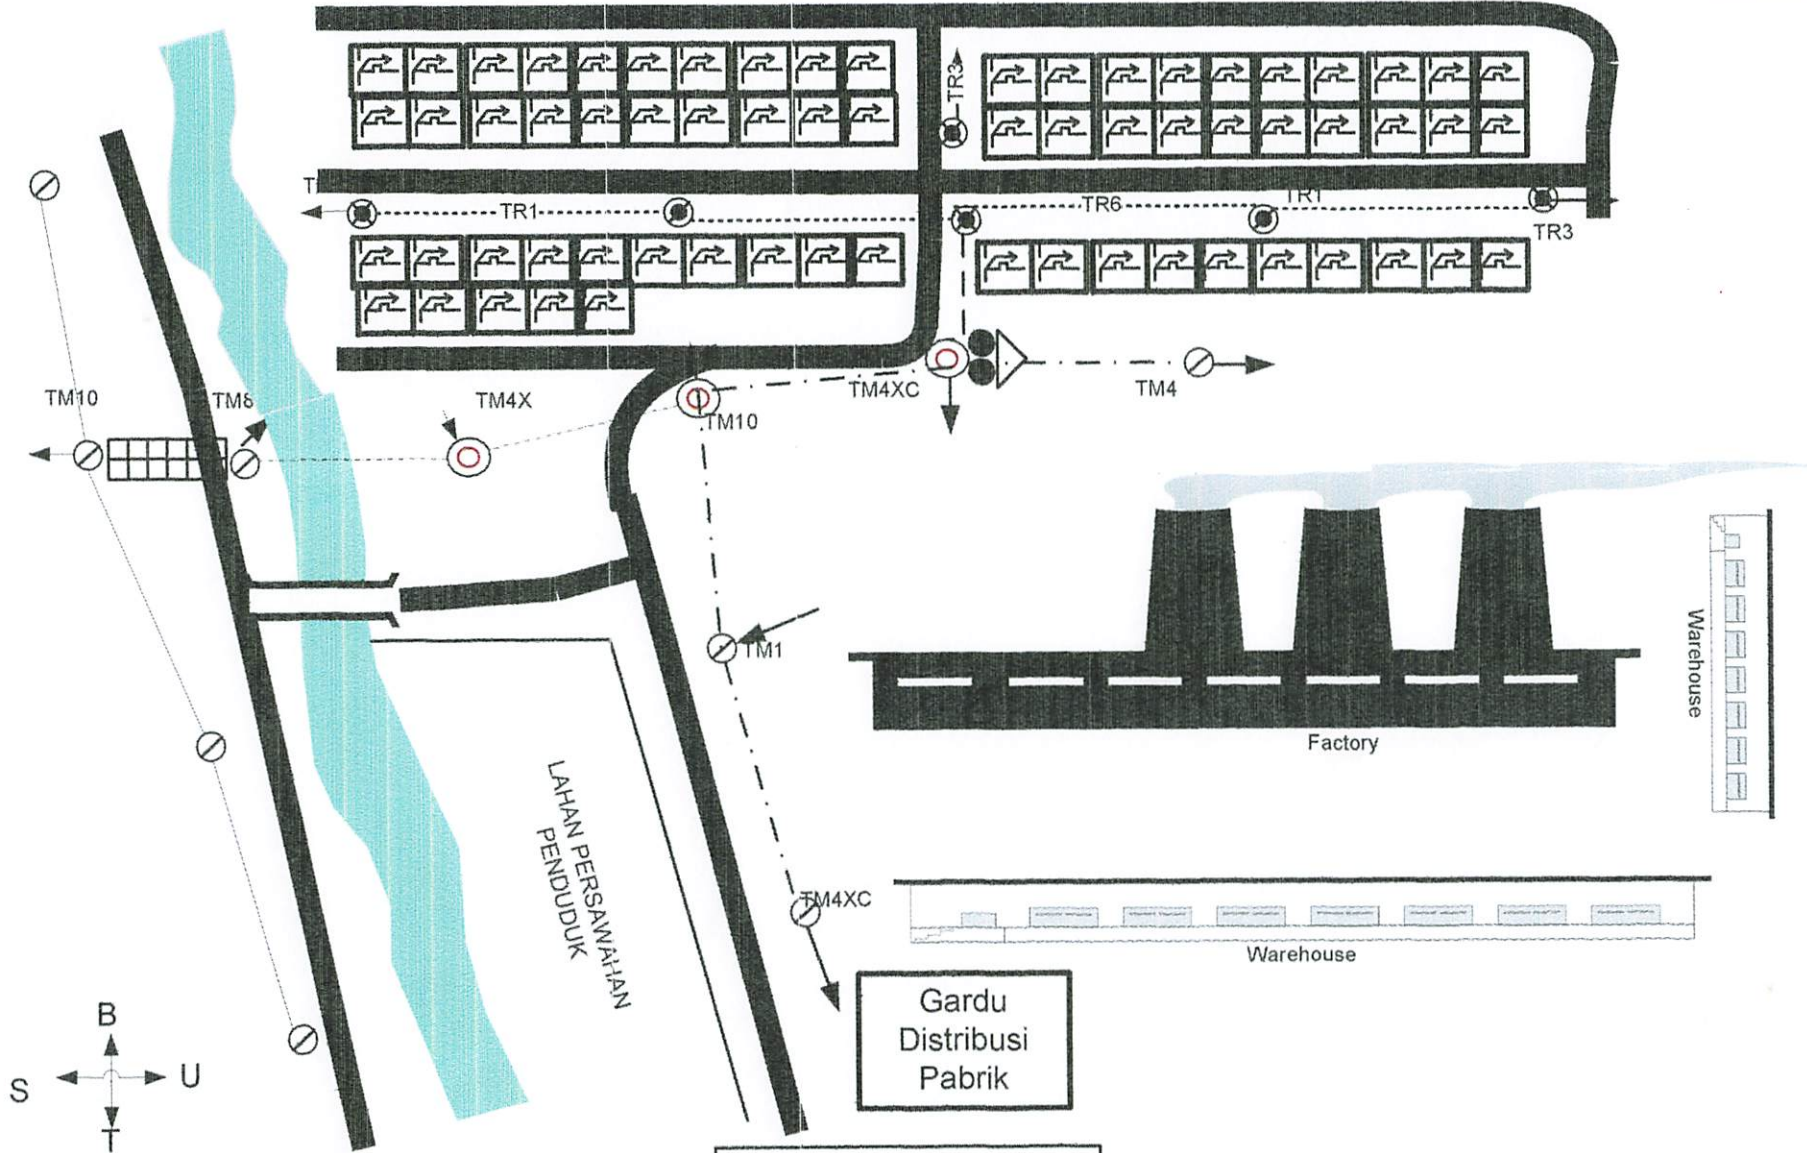 TR3
TR1
TR6
TR1
TR3
TM10
TM8
TM4X
TM10
TM4XC
TM4
TM1
TM4XC
Factory
Warehouse
Warehouse
LAHAN PERSAWAHAN
PENDUDUK
Gardu
Distribusi
Pabrik
B
S
U
T